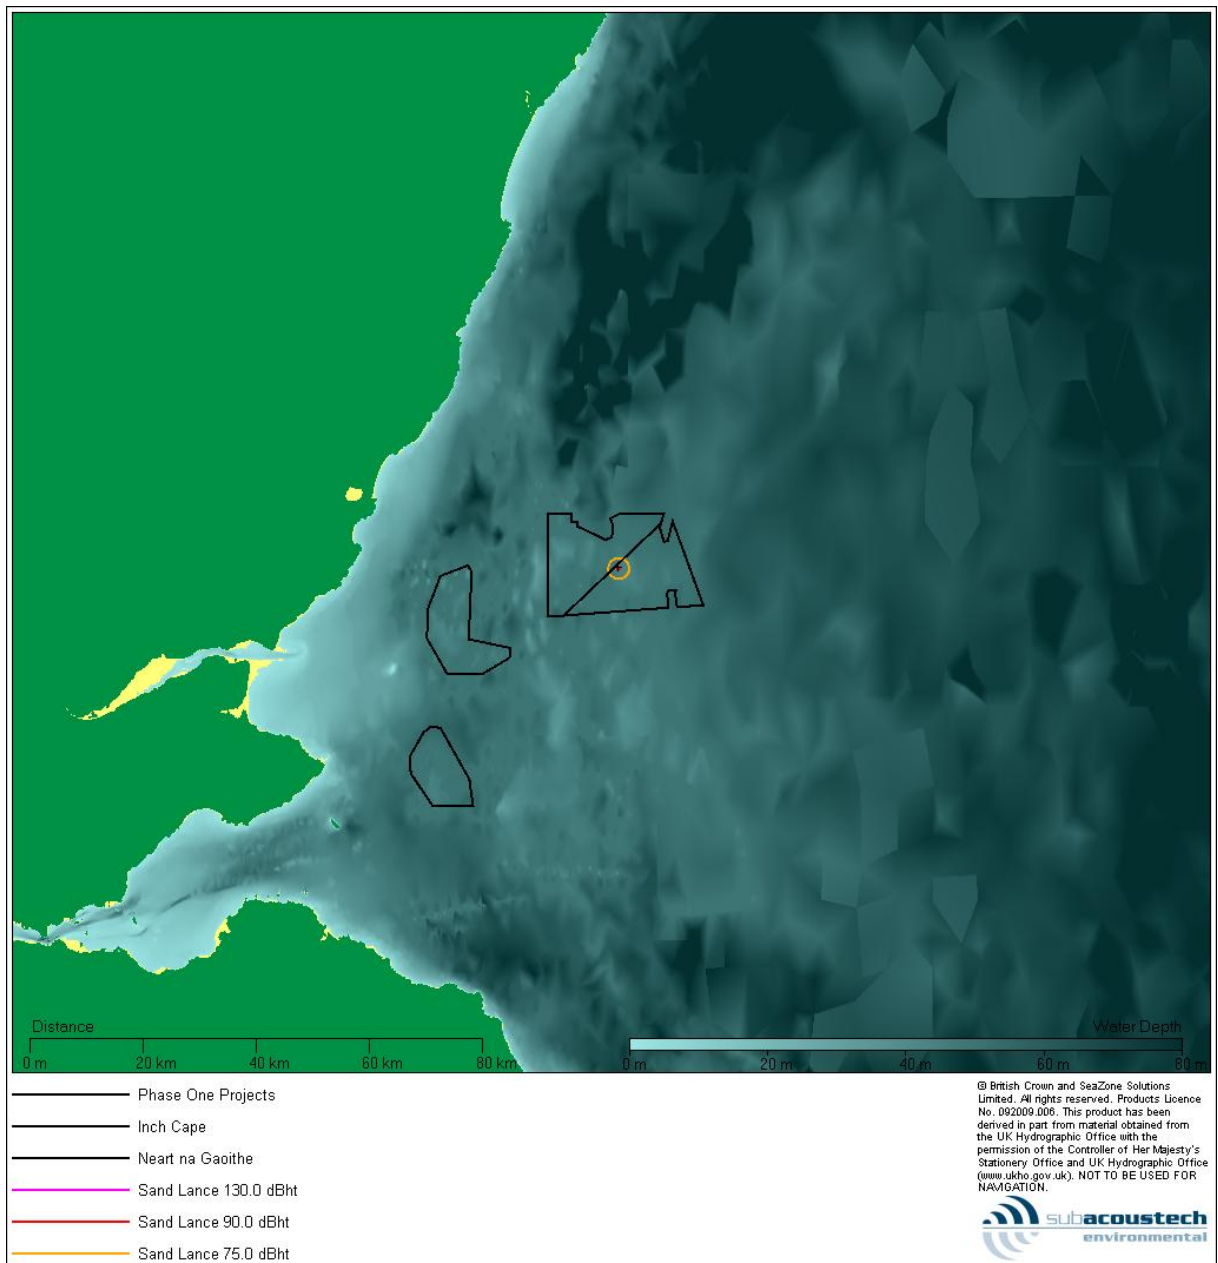 Distance
0 m 20 km 40 km 60 km 80 km
Water Depth
0 m 20 m 40 m 60 m 80 m
Phase One Projects
Inch Cape
Neart na Gaoithe
Sand Lance 130.0 dBht
Sand Lance 90.0 dBht
Sand Lance 75.0 dBht
© British Crown and SeaZone Solutions
Limited. All rights reserved. Products Licence
No. 092009.006. This product has been
derived in part from material obtained from
the UK Hydrographic Office with the
permission of the Controller of Her Majesty's
Stationery Office and UK Hydrographic Office
(www.ukho.gov.uk). NOT TO BE USED FOR
NAVIGATION.
subacoustech
environmental